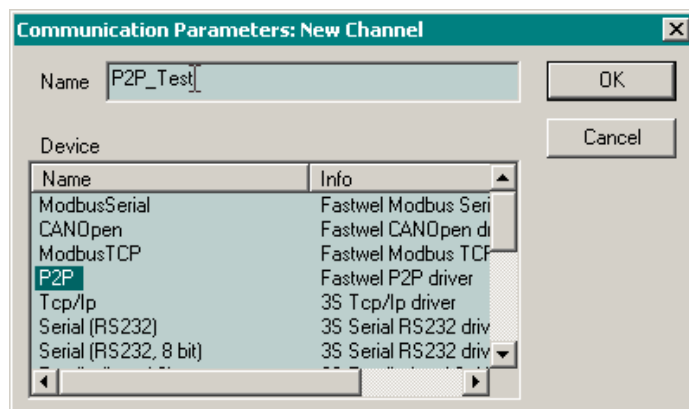 Communication Parameters: New Channel
Name P2P_Test OK
Cancel
Device
Name Info
ModbusSerial Fastwel Modbus Seri
CANOpen Fastwel CANOpen dr
ModbusTCP Fastwel Modbus TCP
P2P Fastwel P2P driver
Tcp/Ip 3S Tcp/Ip driver
Serial (RS232) 3S Serial RS232 driv
Serial (RS232, 8 bit) 3S Serial RS232 driv